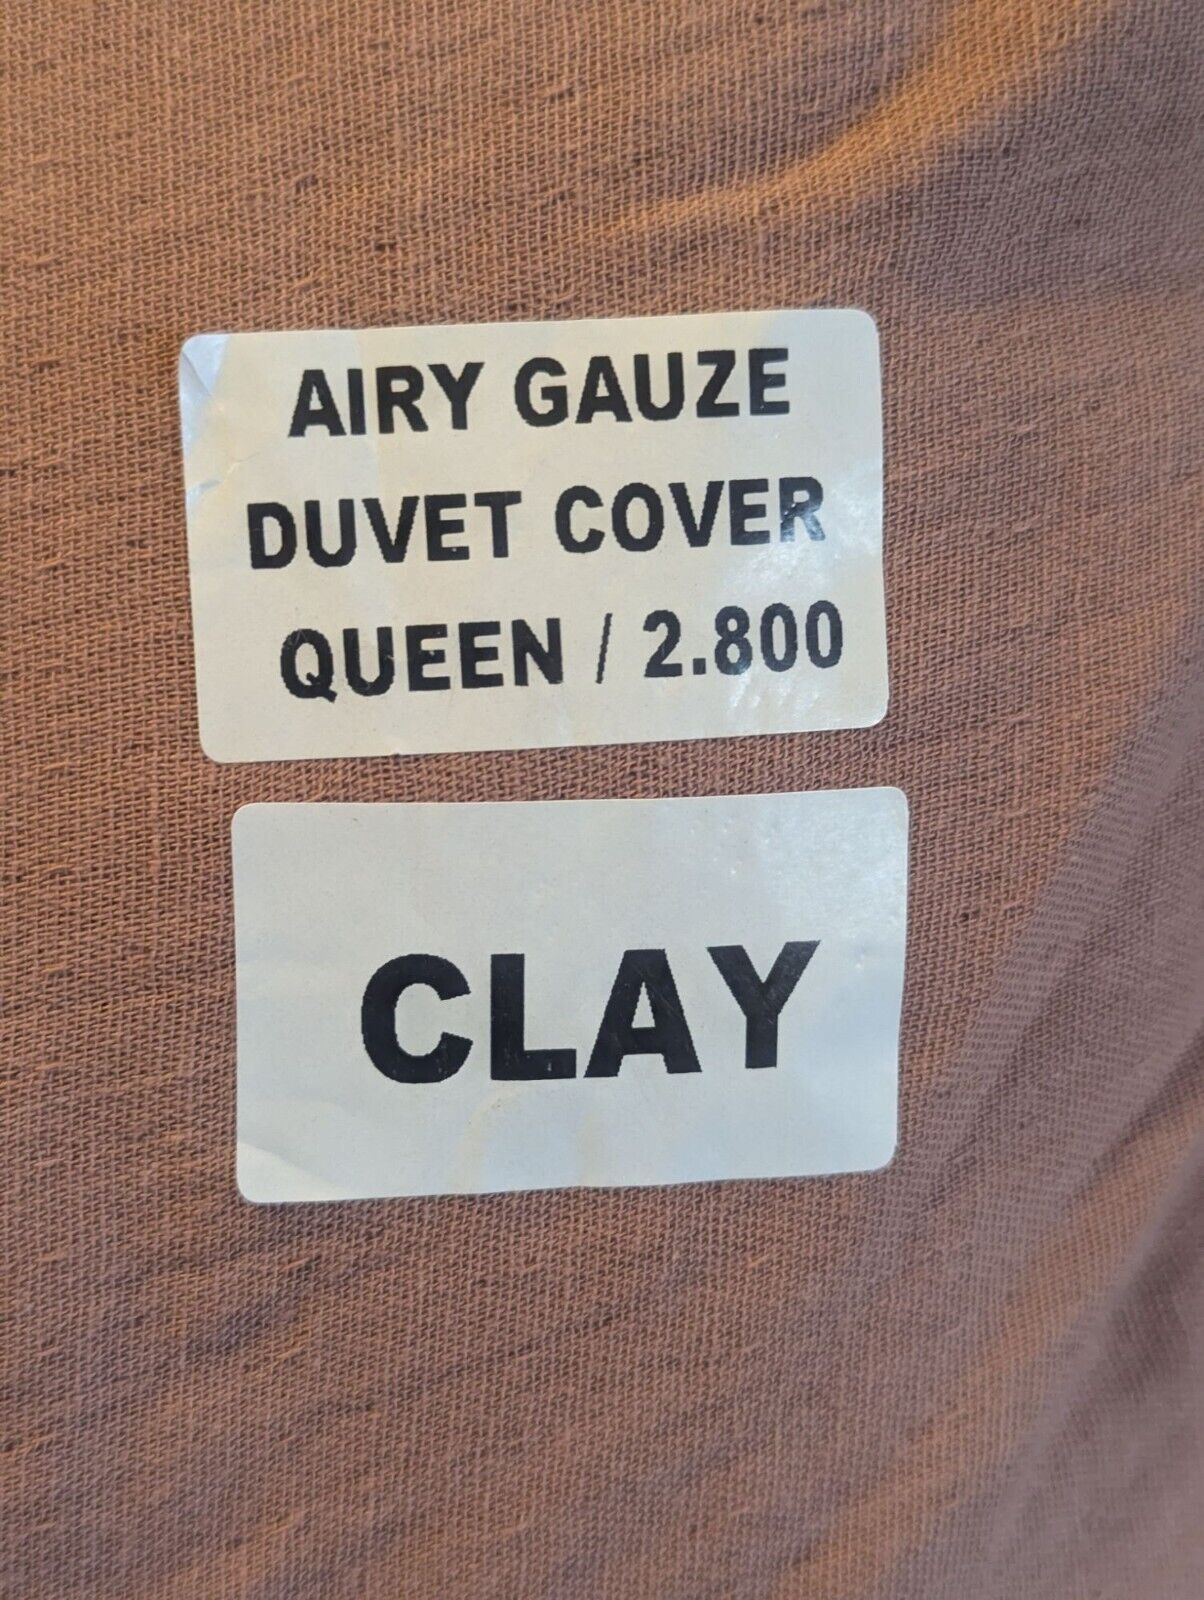 AIRY GAUZE
DUVET COVER
QUEEN / 2.800
CLAY